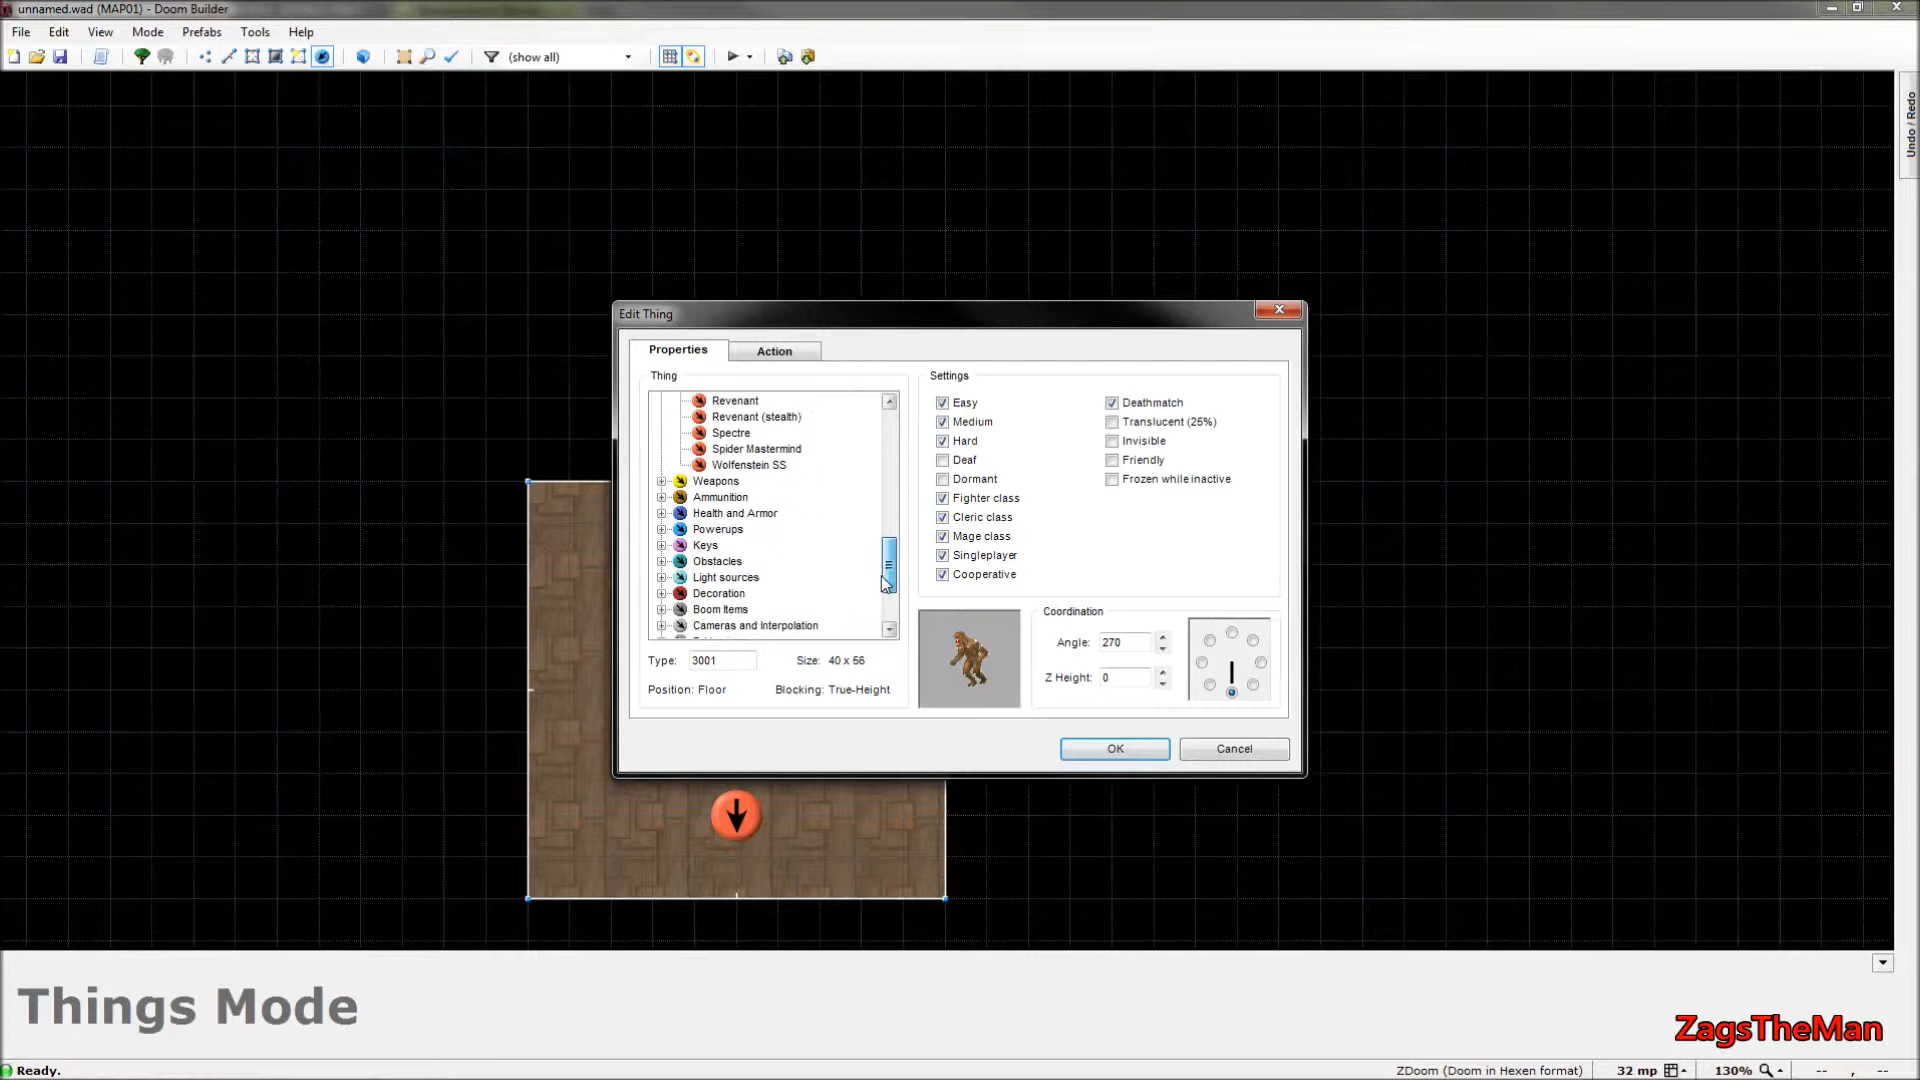 unnamed.wad (MAP01) - Doom Builder
File Edit View Mode Prefabs Tools Help
(show all)
Undo / Redo
Edit Thing
Properties Action
Thing
Revenant
Revenant (stealth)
Spectre
Spider Mastermind
Wolfenstein SS
Weapons
Ammunition
Health and Armor
Powerups
Keys
Obstacles
Light sources
Decoration
Boom Items
Cameras and Interpolation
Type: 3001 Size: 40 x 56
Position: Floor Blocking: True-Height
Settings
Easy Deathmatch
Medium Translucent (25%)
Hard Invisible
Deaf Friendly
Dormant Frozen while inactive
Fighter class
Cleric class
Mage class
Singleplayer
Cooperative
Coordination
Angle: 270
Z Height: 0
OK Cancel
Things Mode
ZagsTheMan
Ready. ZDoom (Doom in Hexen format) 32 mp 130% -- , --